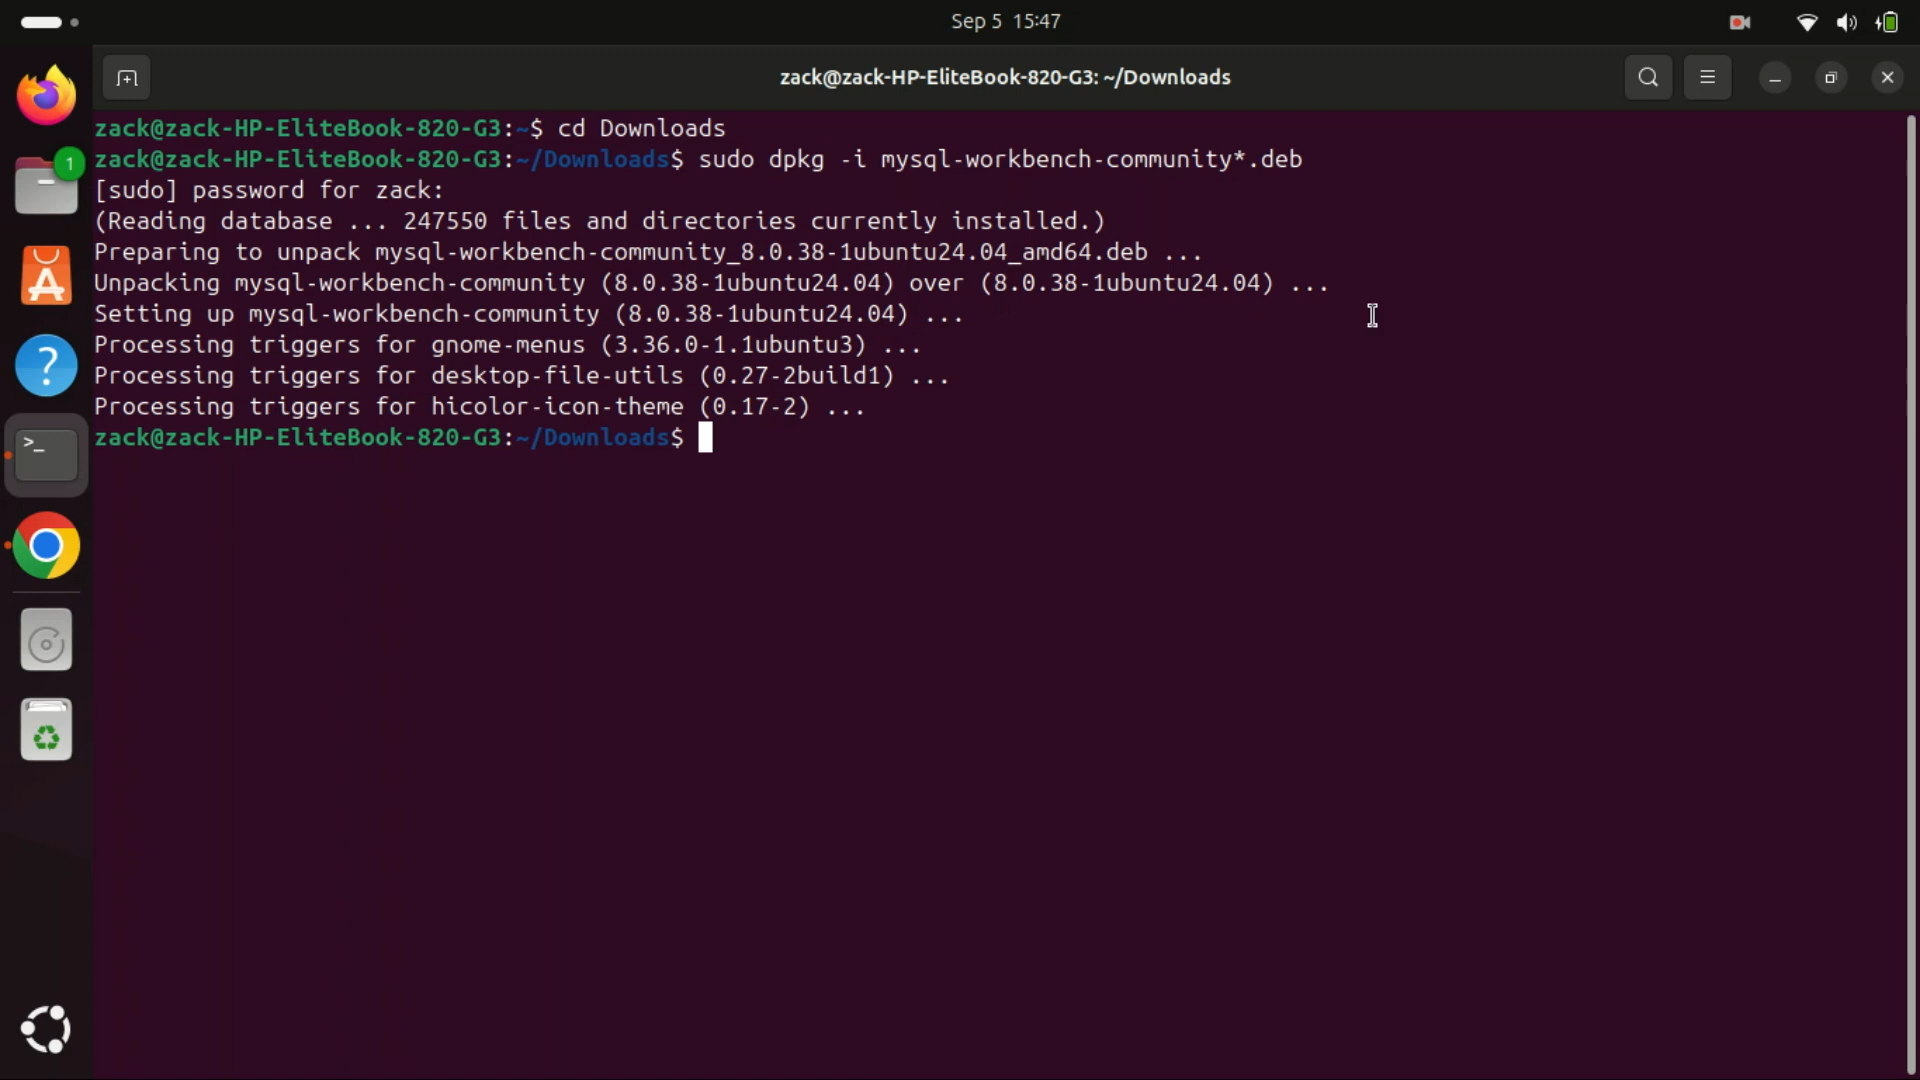 Sep 5 15:47
zack@zack-HP-EliteBook-820-G3: ~/Downloads
zack@zack-HP-EliteBook-820-G3:~$ cd Downloads
zack@zack-HP-EliteBook-820-G3:~/Downloads$ sudo dpkg -i mysql-workbench-community*.deb
[sudo] password for zack:
(Reading database ... 247550 files and directories currently installed.)
Preparing to unpack mysql-workbench-community_8.0.38-1ubuntu24.04_amd64.deb ...
Unpacking mysql-workbench-community (8.0.38-1ubuntu24.04) over (8.0.38-1ubuntu24.04) ...
Setting up mysql-workbench-community (8.0.38-1ubuntu24.04) ...
Processing triggers for gnome-menus (3.36.0-1.1ubuntu3) ...
Processing triggers for desktop-file-utils (0.27-2build1) ...
Processing triggers for hicolor-icon-theme (0.17-2) ...
zack@zack-HP-EliteBook-820-G3:~/Downloads$
1
?
>_